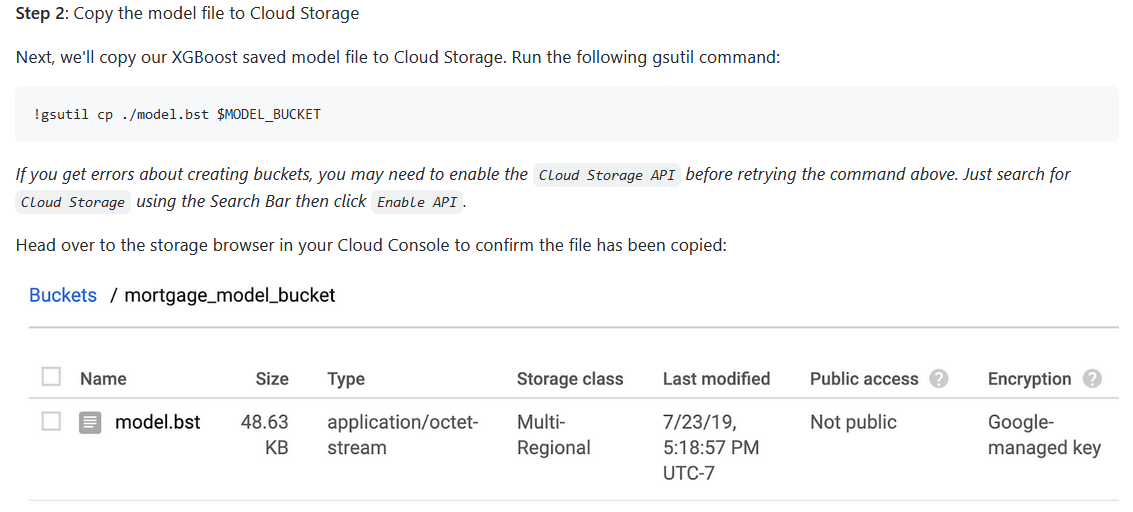 Step 2: Copy the model file to Cloud Storage
Next, we'll copy our XGBoost saved model file to Cloud Storage. Run the following gsutil command:
!gsutil cp ./model.bst $MODEL_BUCKET
If you get errors about creating buckets, you may need to enable the Cloud Storage API before retrying the command above. Just search for
Cloud Storage using the Search Bar then click Enable API.
Head over to the storage browser in your Cloud Console to confirm the file has been copied:
Buckets / mortgage_model_bucket
Name Size Type Storage class Last modified Public access ? Encryption ?
model.bst 48.63 application/octet- Multi- 7/23/19, Not public Google-
KB stream Regional 5:18:57 PM managed key
UTC-7